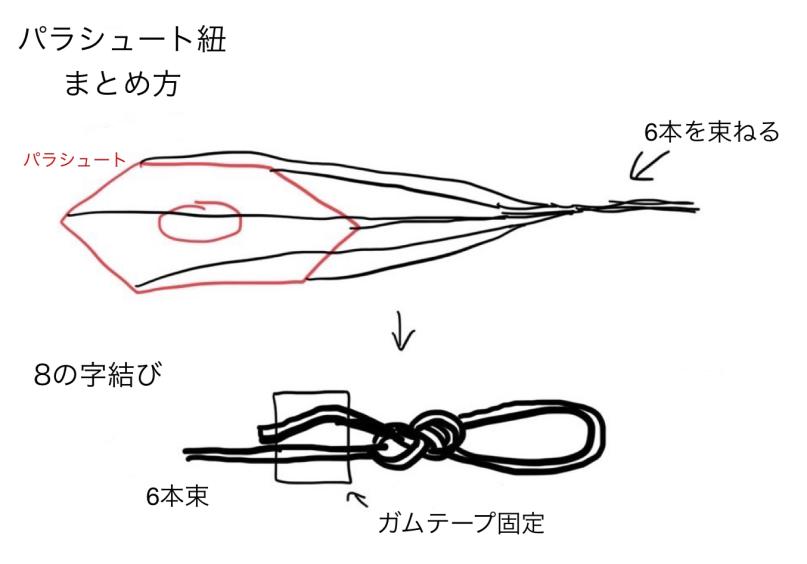 パラシュート紐
まとめ方
6本を束ねる
パラシュート
8の字結び
6本束
ガムテープ固定